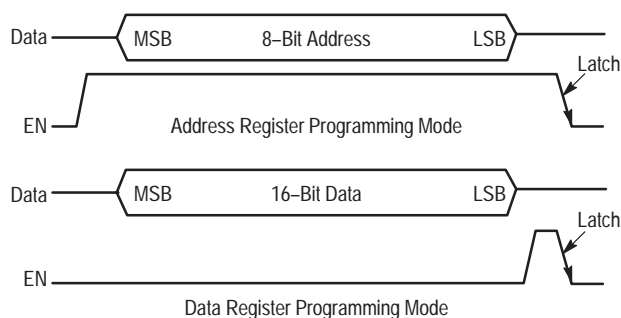 Data MSB 8–Bit Address LSB
Latch
EN Address Register Programming Mode
Data MSB 16–Bit Data LSB
Latch
EN
Data Register Programming Mode